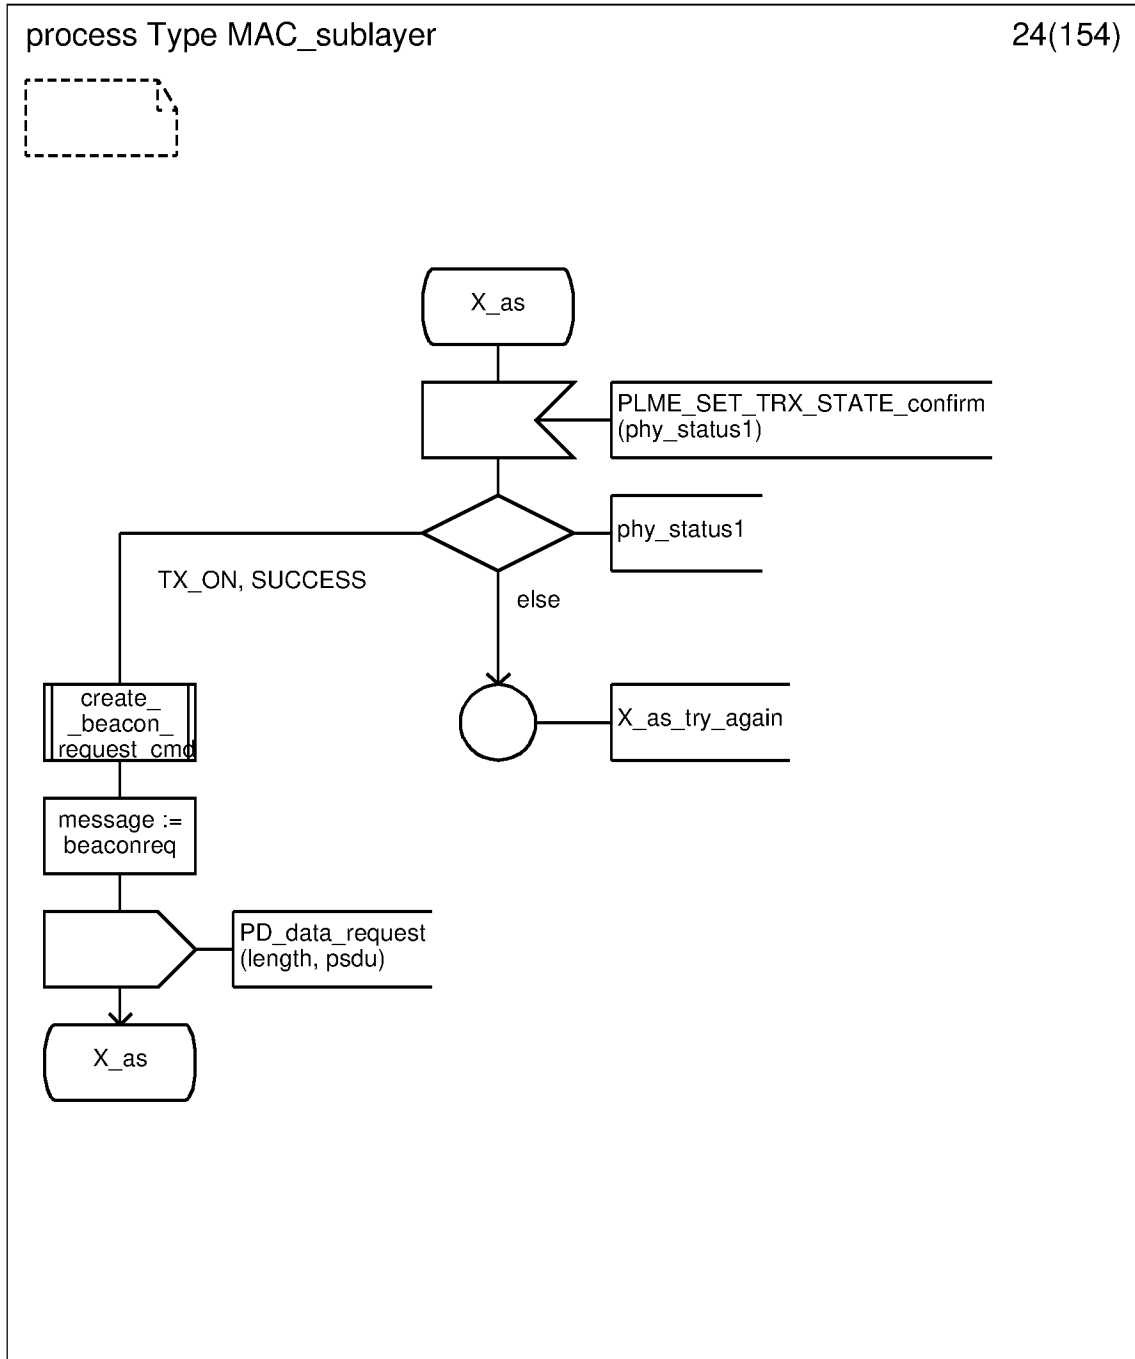 process Type MAC_sublayer
24(154)
X_as
PLME_SET_TRX_STATE_confirm
(phy_status1)
phy_status1
TX_ON, SUCCESS
else
create_
_beacon_
request_cmd
X_as_try_again
message :=
beaconreq
PD_data_request
(length, psdu)
X_as